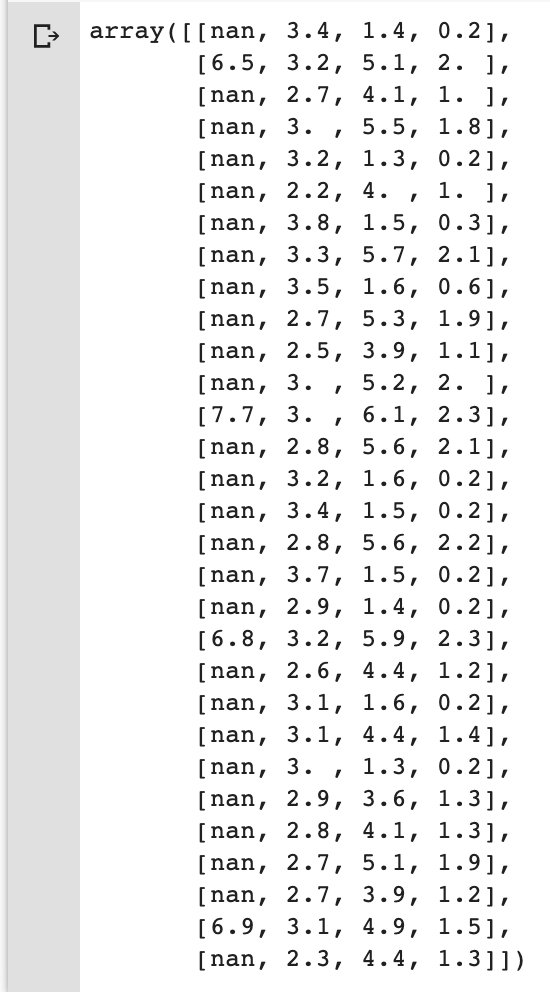 array([[nan, 3.4, 1.4, 0.2],
[6.5, 3.2, 5.1, 2. ],
[nan, 2.7, 4.1, 1. ],
[nan, 3. , 5.5, 1.8],
[nan, 3.2, 1.3, 0.2],
[nan, 2.2, 4. , 1. ],
[nan, 3.8, 1.5, 0.3],
[nan, 3.3, 5.7, 2.1],
[nan, 3.5, 1.6, 0.6],
[nan, 2.7, 5.3, 1.9],
[nan, 2.5, 3.9, 1.1],
[nan, 3. , 5.2, 2. ],
[7.7, 3. , 6.1, 2.3],
[nan, 2.8, 5.6, 2.1],
[nan, 3.2, 1.6, 0.2],
[nan, 3.4, 1.5, 0.2],
[nan, 2.8, 5.6, 2.2],
[nan, 3.7, 1.5, 0.2],
[nan, 2.9, 1.4, 0.2],
[6.8, 3.2, 5.9, 2.3],
[nan, 2.6, 4.4, 1.2],
[nan, 3.1, 1.6, 0.2],
[nan, 3.1, 4.4, 1.4],
[nan, 3. , 1.3, 0.2],
[nan, 2.9, 3.6, 1.3],
[nan, 2.8, 4.1, 1.3],
[nan, 2.7, 5.1, 1.9],
[nan, 2.7, 3.9, 1.2],
[6.9, 3.1, 4.9, 1.5],
[nan, 2.3, 4.4, 1.3]])